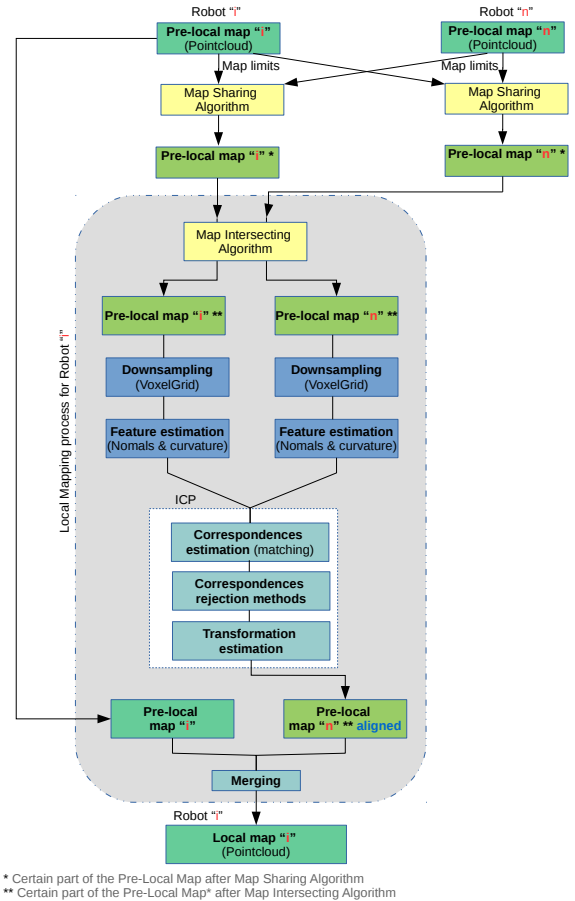 Robot “i”
Robot “n”
Pre-local map “i”
(Pointcloud)
Pre-local map “n”
(Pointcloud)
Map limits
Map limits
Map Sharing
Algorithm
Map Sharing
Algorithm
Pre-local map “i” *
Pre-local map “n” *
Map Intersecting
Algorithm
Pre-local map “i” **
Pre-local map “n” **
Downsampling
(VoxelGrid)
Downsampling
(VoxelGrid)
Feature estimation
(Nomals & curvature)
Feature estimation
(Nomals & curvature)
Local Mapping process for Robot “i”
ICP
Correspondences
estimation (matching)
Correspondences
rejection methods
Transformation
estimation
Pre-local
map “i”
Pre-local
map “n” ** aligned
Merging
Robot “i”
Local map “i”
(Pointcloud)
* Certain part of the Pre-Local Map after Map Sharing Algorithm
** Certain part of the Pre-Local Map* after Map Intersecting Algorithm